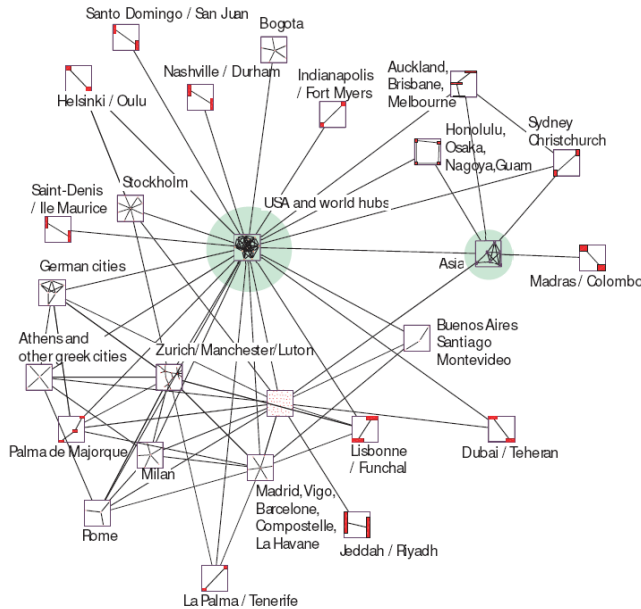 Santo Domingo / San Juan
Bogota
Nashville / Durham
Indianapolis
/ Fort Myers
Auckland,
Brisbane,
Melbourne
Helsinki / Oulu
Honolulu,
Osaka,
Nagoya,Guam
Sydney
Christchurch
Stockholm
Saint-Denis
/ Ile Maurice
USA and world hubs
German cities
Asia
Madras / Colombo
Athens and
other greek cities
Zurich/Manchester/Luton
Buenos Aires
Santiago
Montevideo
Palma de Majorque
Milan
Lisbonne
/ Funchal
Dubai / Teheran
Madrid, Vigo,
Barcelone,
Compostelle,
La Havane
Rome
Jeddah / Riyadh
La Palma / Tenerife